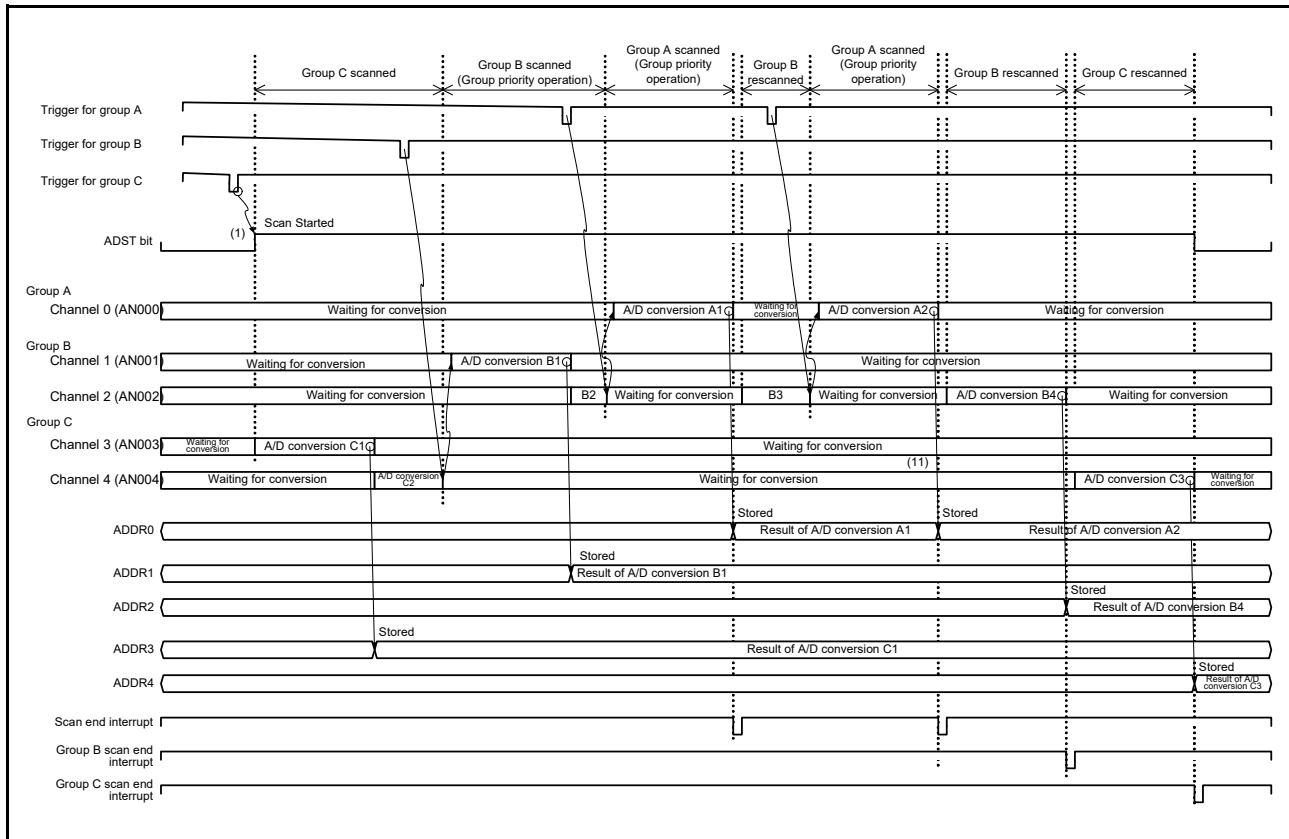 Group A scanned
(Group priority
operation)
Group A scanned
(Group priority
operation)
Group B scanned
(Group priority operation)
Group B
rescanned
Group C scanned
Group B rescanned
Group C rescanned
Trigger for group A
Trigger for group B
Trigger for group C
Scan Started
(1)
ADST bit
Group A
Channel 0 (AN000)
Waiting for conversion
A/D conversion A1
Waiting for
conversion
A/D conversion A2
Waiting for conversion
Group B
Channel 1 (AN001)
Waiting for conversion
A/D conversion B1
Waiting for conversion
Channel 2 (AN002)
Waiting for conversion
B2
Waiting for conversion
B3
Waiting for conversion
A/D conversion B4
Waiting for conversion
Group C
Channel 3 (AN003)
Waiting for
conversion
A/D conversion C1
Waiting for conversion
(11)
Channel 4 (AN004)
Waiting for conversion
A/D conversion
C2
Waiting for conversion
A/D conversion C3
Waiting for
conversion
Stored
Stored
ADDR0
Result of A/D conversion A1
Result of A/D conversion A2
Stored
ADDR1
Result of A/D conversion B1
Stored
ADDR2
Result of A/D conversion B4
Stored
ADDR3
Result of A/D conversion C1
Stored
ADDR4
Result of A/D
conversion C3
Scan end interrupt
Group B scan end
interrupt
Group C scan end
interrupt